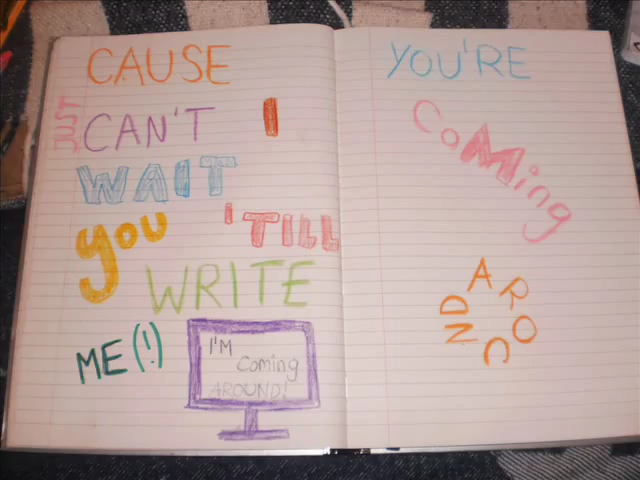 CAUSE
JUST CAN'T I
WAIT
you 'TILL
WRITE
ME(!)
I'M
Coming
AROUND!
YOU'RE
CoMing
AROUND